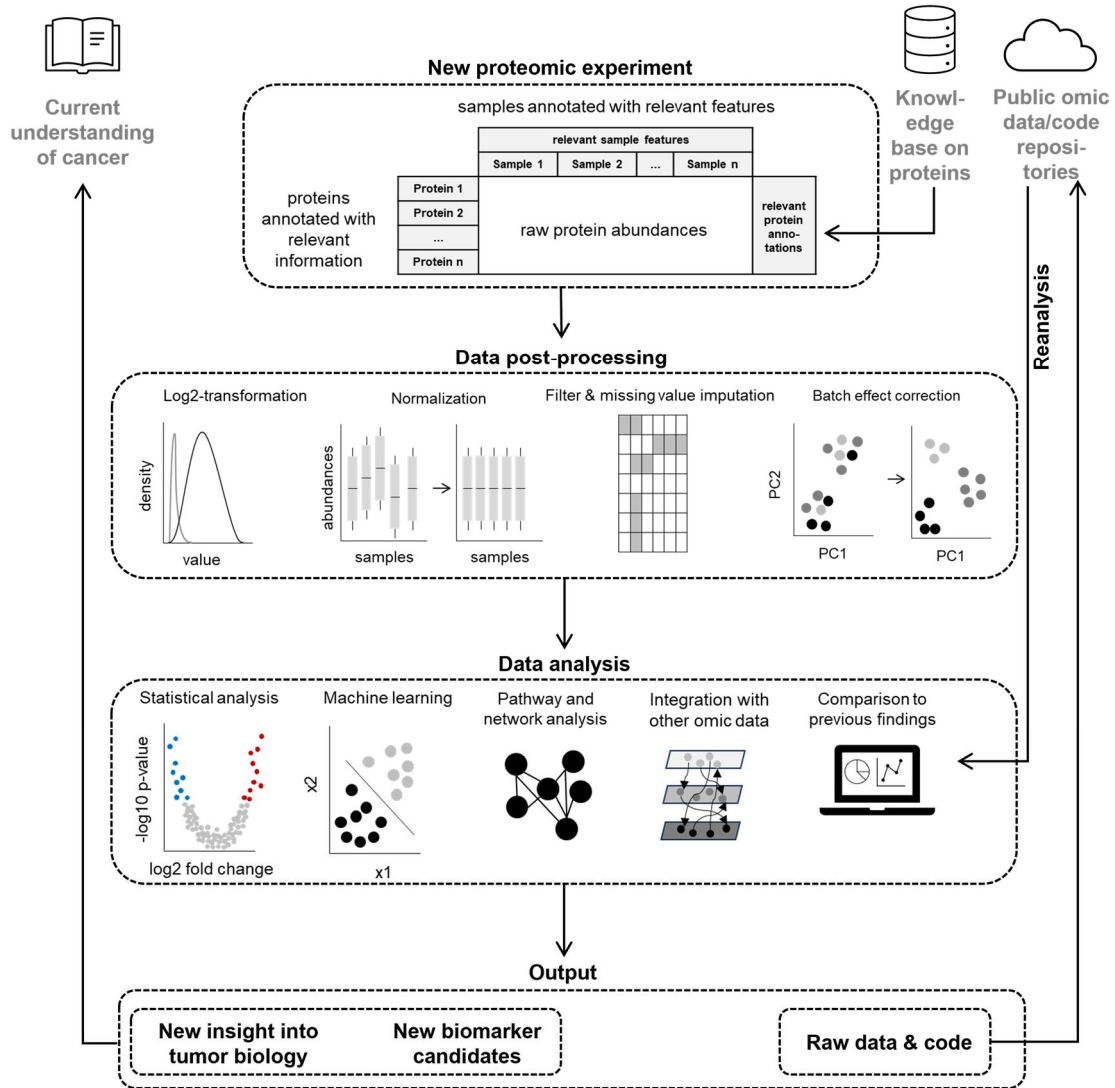 Current
understanding
of cancer
New proteomic experiment
Knowl-
edge
base on
proteins
Public omic
data/code
reposi-
tories
samples annotated with relevant features
relevant sample features
Sample 1
Sample 2
...
Sample n
proteins
annotated with
relevant
information
Protein 1
Protein 2
...
Protein n
raw protein abundances
relevant
protein
anno-
tations
Reanalysis
Data post-processing
Log2-transformation
density
value
Normalization
abundances
samples
samples
Filter & missing value imputation
Batch effect correction
PC2
PC1
PC1
Data analysis
Statistical analysis
-log10 p-value
log2 fold change
Machine learning
x2
x1
Pathway and
network analysis
Integration with
other omic data
Comparison to
previous findings
Output
New insight into
tumor biology
New biomarker
candidates
Raw data & code